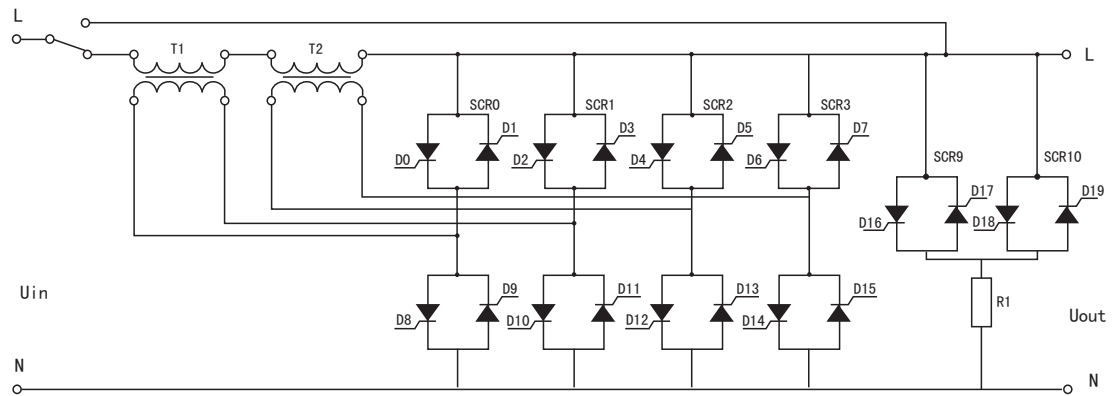 L
T1
T2
L
SCR0
SCR1
SCR2
SCR3
D1
D3
D5
D7
D0
D2
D4
D6
SCR9
SCR10
D17
D19
D16
D18
Uin
D9
D11
D13
D15
D8
D10
D12
D14
R1
Uout
N
N